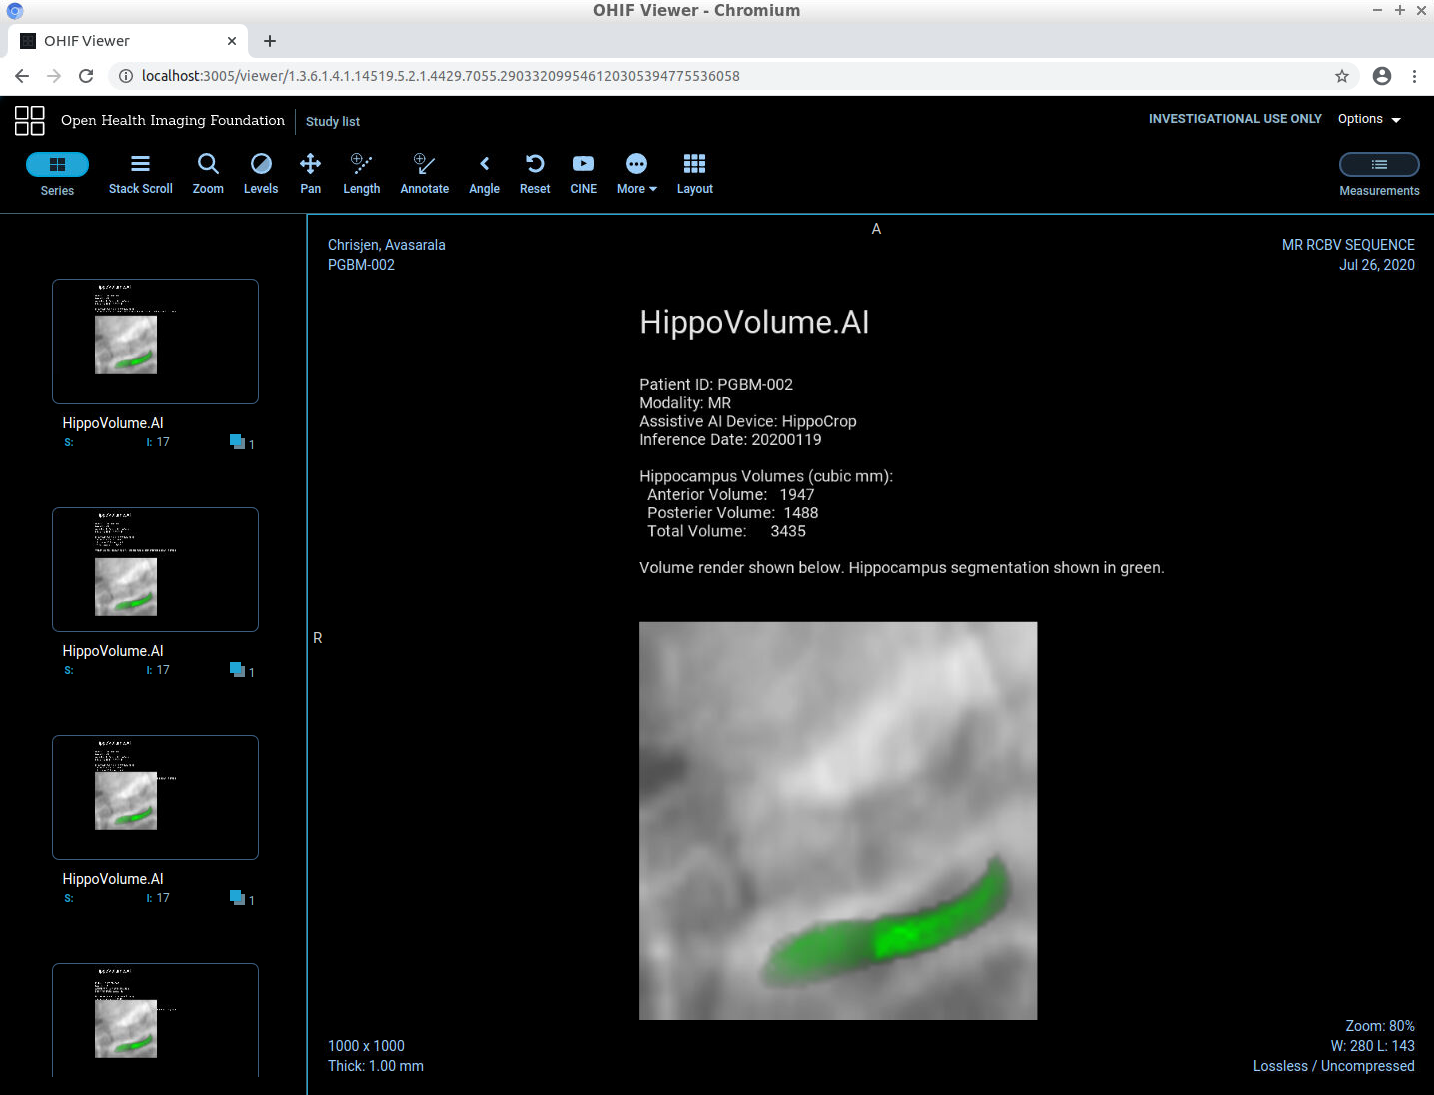 OHIF Viewer - Chromium
OHIF Viewer
localhost:3005/viewer/1.3.6.1.4.1.14519.5.2.1.4429.7055.290332099546120305394775536058
Open Health Imaging Foundation
Study list
INVESTIGATIONAL USE ONLY
Options
Series
Stack Scroll
Zoom
Levels
Pan
Length
Annotate
Angle
Reset
CINE
More
Layout
Measurements
HippoVolume.AI
S: I: 17 1
HippoVolume.AI
S: I: 17 1
HippoVolume.AI
S: I: 17 1
A
Chrisjen, Avasarala
PGBM-002
MR RCBV SEQUENCE
Jul 26, 2020
HippoVolume.AI
Patient ID: PGBM-002
Modality: MR
Assistive AI Device: HippoCrop
Inference Date: 20200119
Hippocampus Volumes (cubic mm):
Anterior Volume: 1947
Posterier Volume: 1488
Total Volume: 3435
Volume render shown below. Hippocampus segmentation shown in green.
R
1000 x 1000
Thick: 1.00 mm
Zoom: 80%
W: 280 L: 143
Lossless / Uncompressed